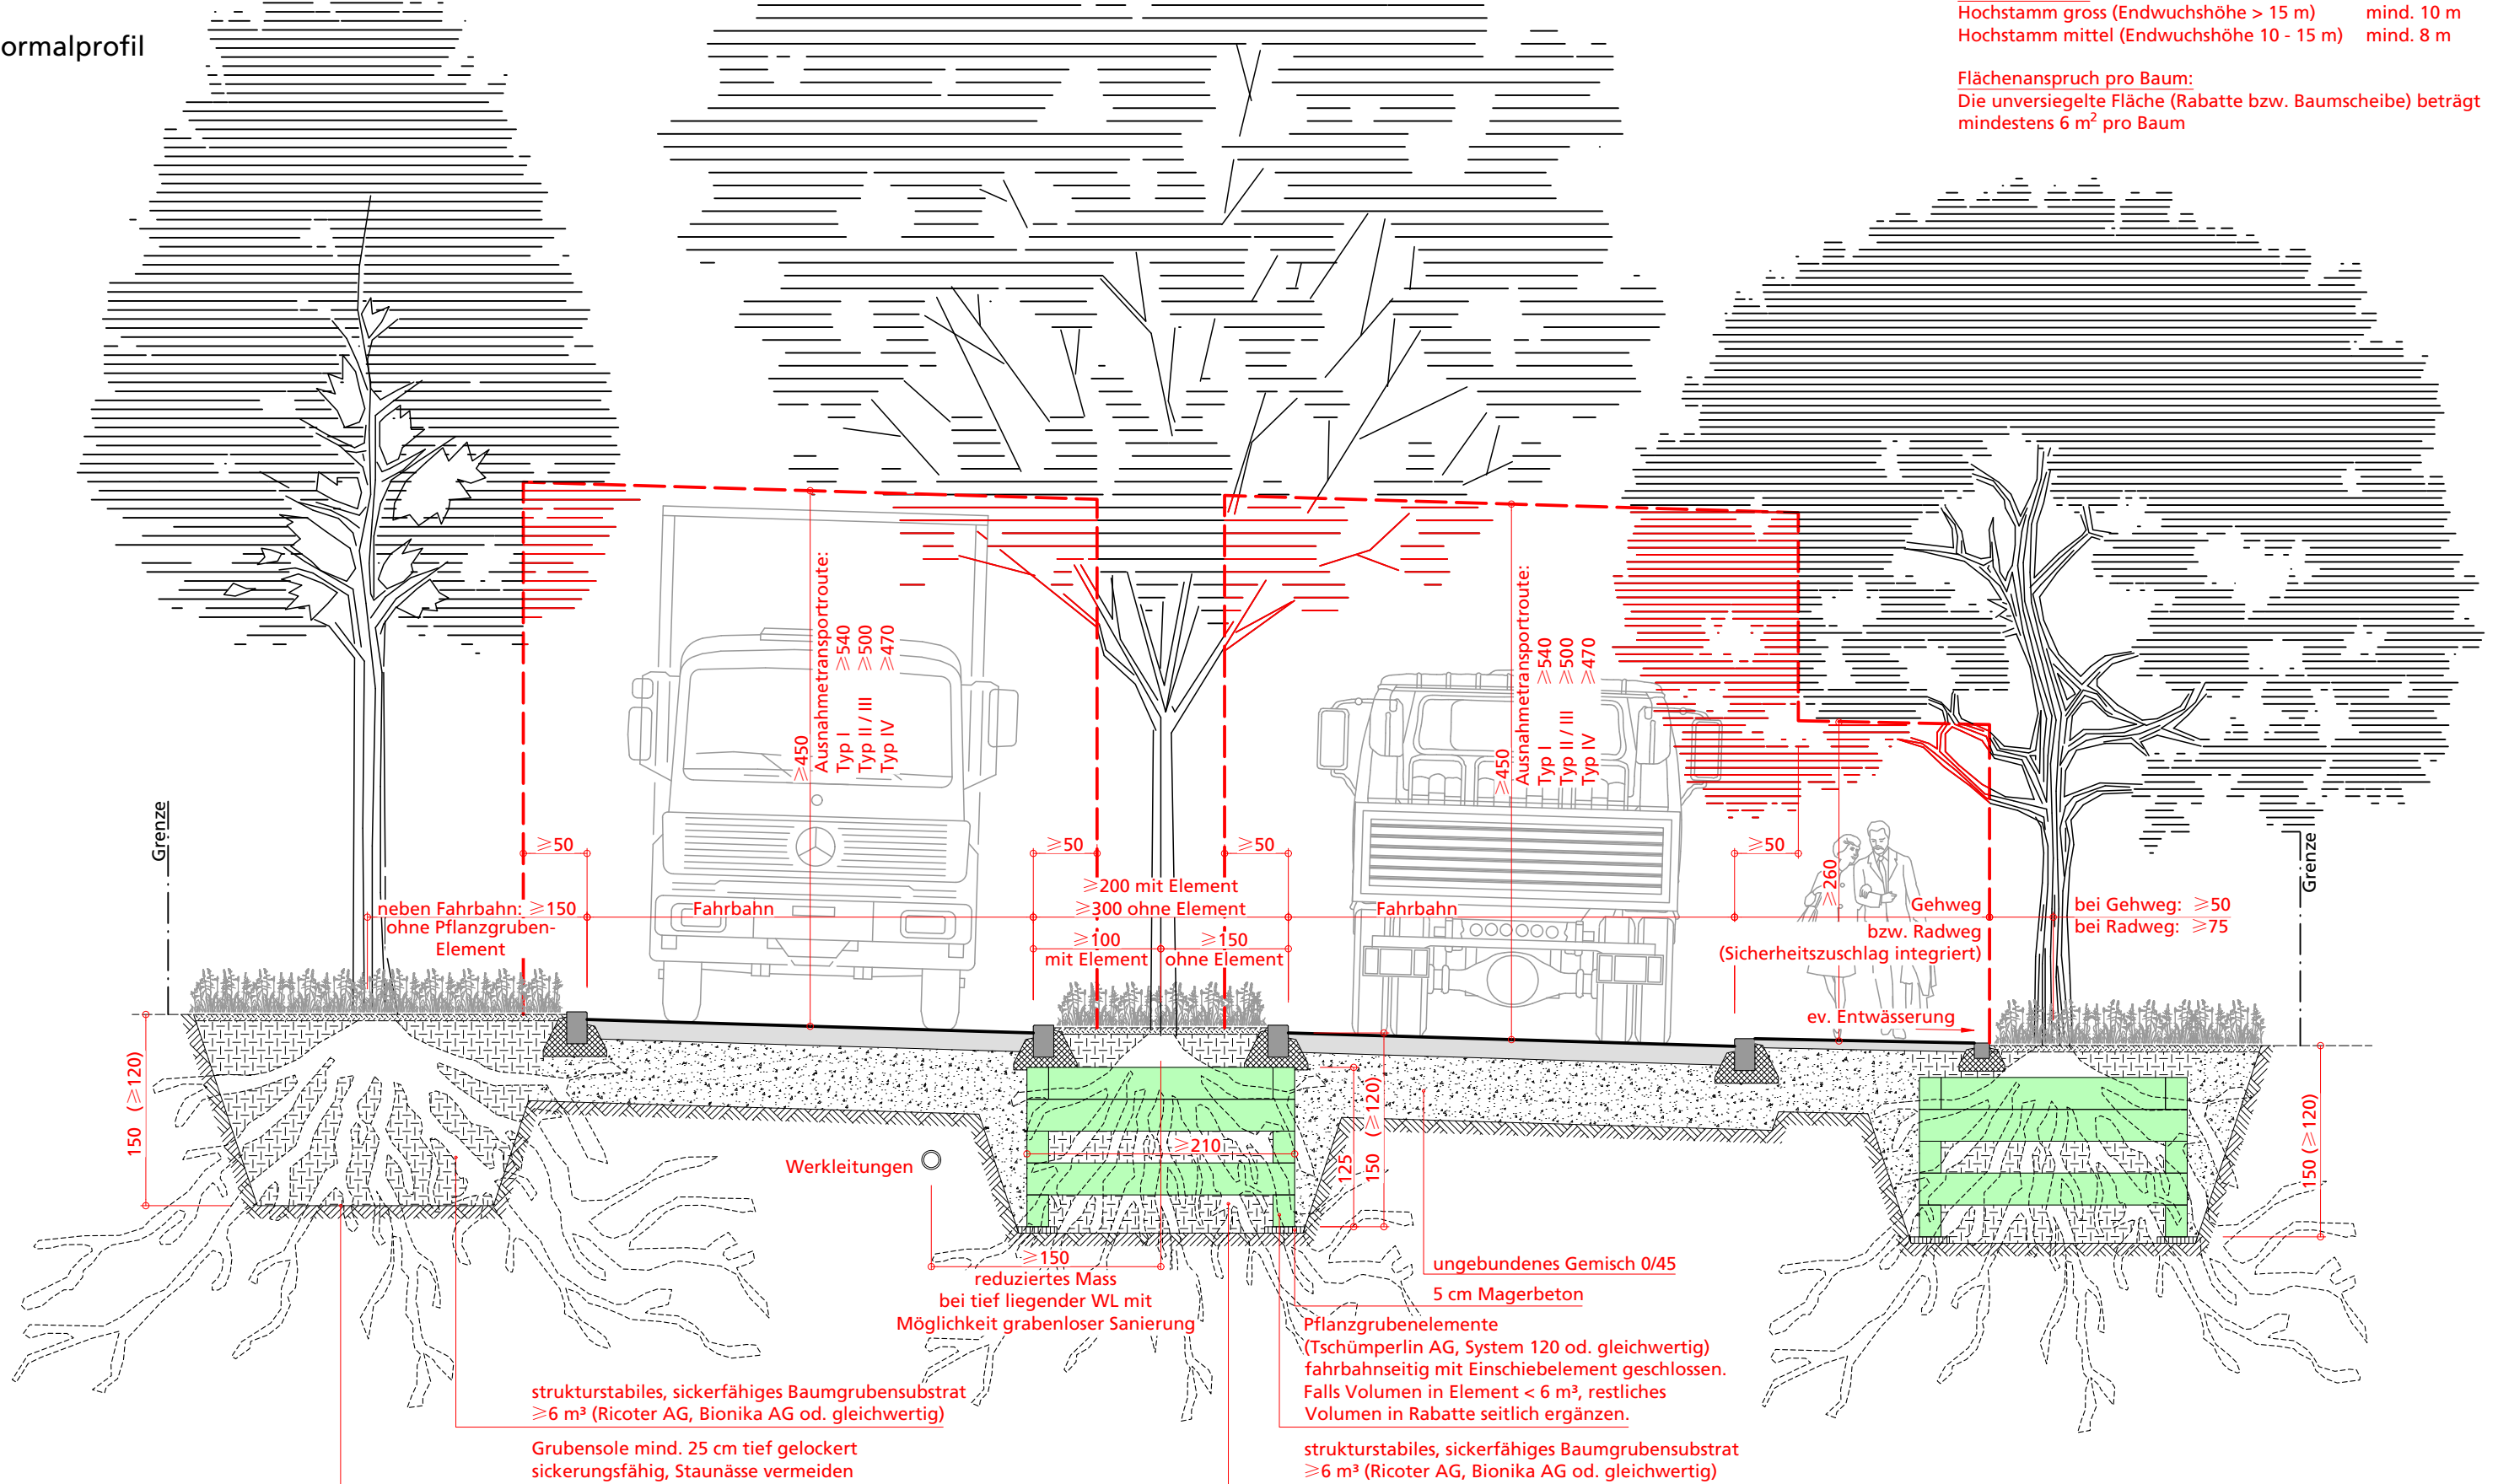 ormalprofil
Hochstamm gross (Endwuchshöhe > 15 m) mind. 10 m
Hochstamm mittel (Endwuchshöhe 10 - 15 m) mind. 8 m
Flächenanspruch pro Baum:
Die unversiegelte Fläche (Rabatte bzw. Baumscheibe) beträgt
mindestens 6 m² pro Baum
≥450
Ausnahmetransportroute:
Typ I ≥540
Typ II / III ≥500
Typ IV ≥470
≥450
Ausnahmetransportroute:
Typ I ≥540
Typ II / III ≥500
Typ IV ≥470
Grenze
≥50
≥50
≥50
≥50
≥260
Grenze
neben Fahrbahn: ≥150
ohne Pflanzgruben-
Element
Fahrbahn
≥200 mit Element
≥300 ohne Element
≥100
mit Element
≥150
ohne Element
Fahrbahn
Gehweg
bzw. Radweg
(Sicherheitszuschlag integriert)
bei Gehweg: ≥50
bei Radweg: ≥75
ev. Entwässerung
150 (≥120)
Werkleitungen
≥210
125
150 (≥120)
150 (≥120)
≥150
reduziertes Mass
bei tief liegender WL mit
Möglichkeit grabenloser Sanierung
ungebundenes Gemisch 0/45
5 cm Magerbeton
Pflanzgrubenelemente
(Tschümperlin AG, System 120 od. gleichwertig)
fahrbahnseitig mit Einschiebelement geschlossen.
Falls Volumen in Element < 6 m³, restliches
Volumen in Rabatte seitlich ergänzen.
strukturstabiles, sickerfähiges Baumgrubensubstrat
≥6 m³ (Ricoter AG, Bionika AG od. gleichwertig)
Grubensole mind. 25 cm tief gelockert
sickerungsfähig, Staunässe vermeiden
strukturstabiles, sickerfähiges Baumgrubensubstrat
≥6 m³ (Ricoter AG, Bionika AG od. gleichwertig)